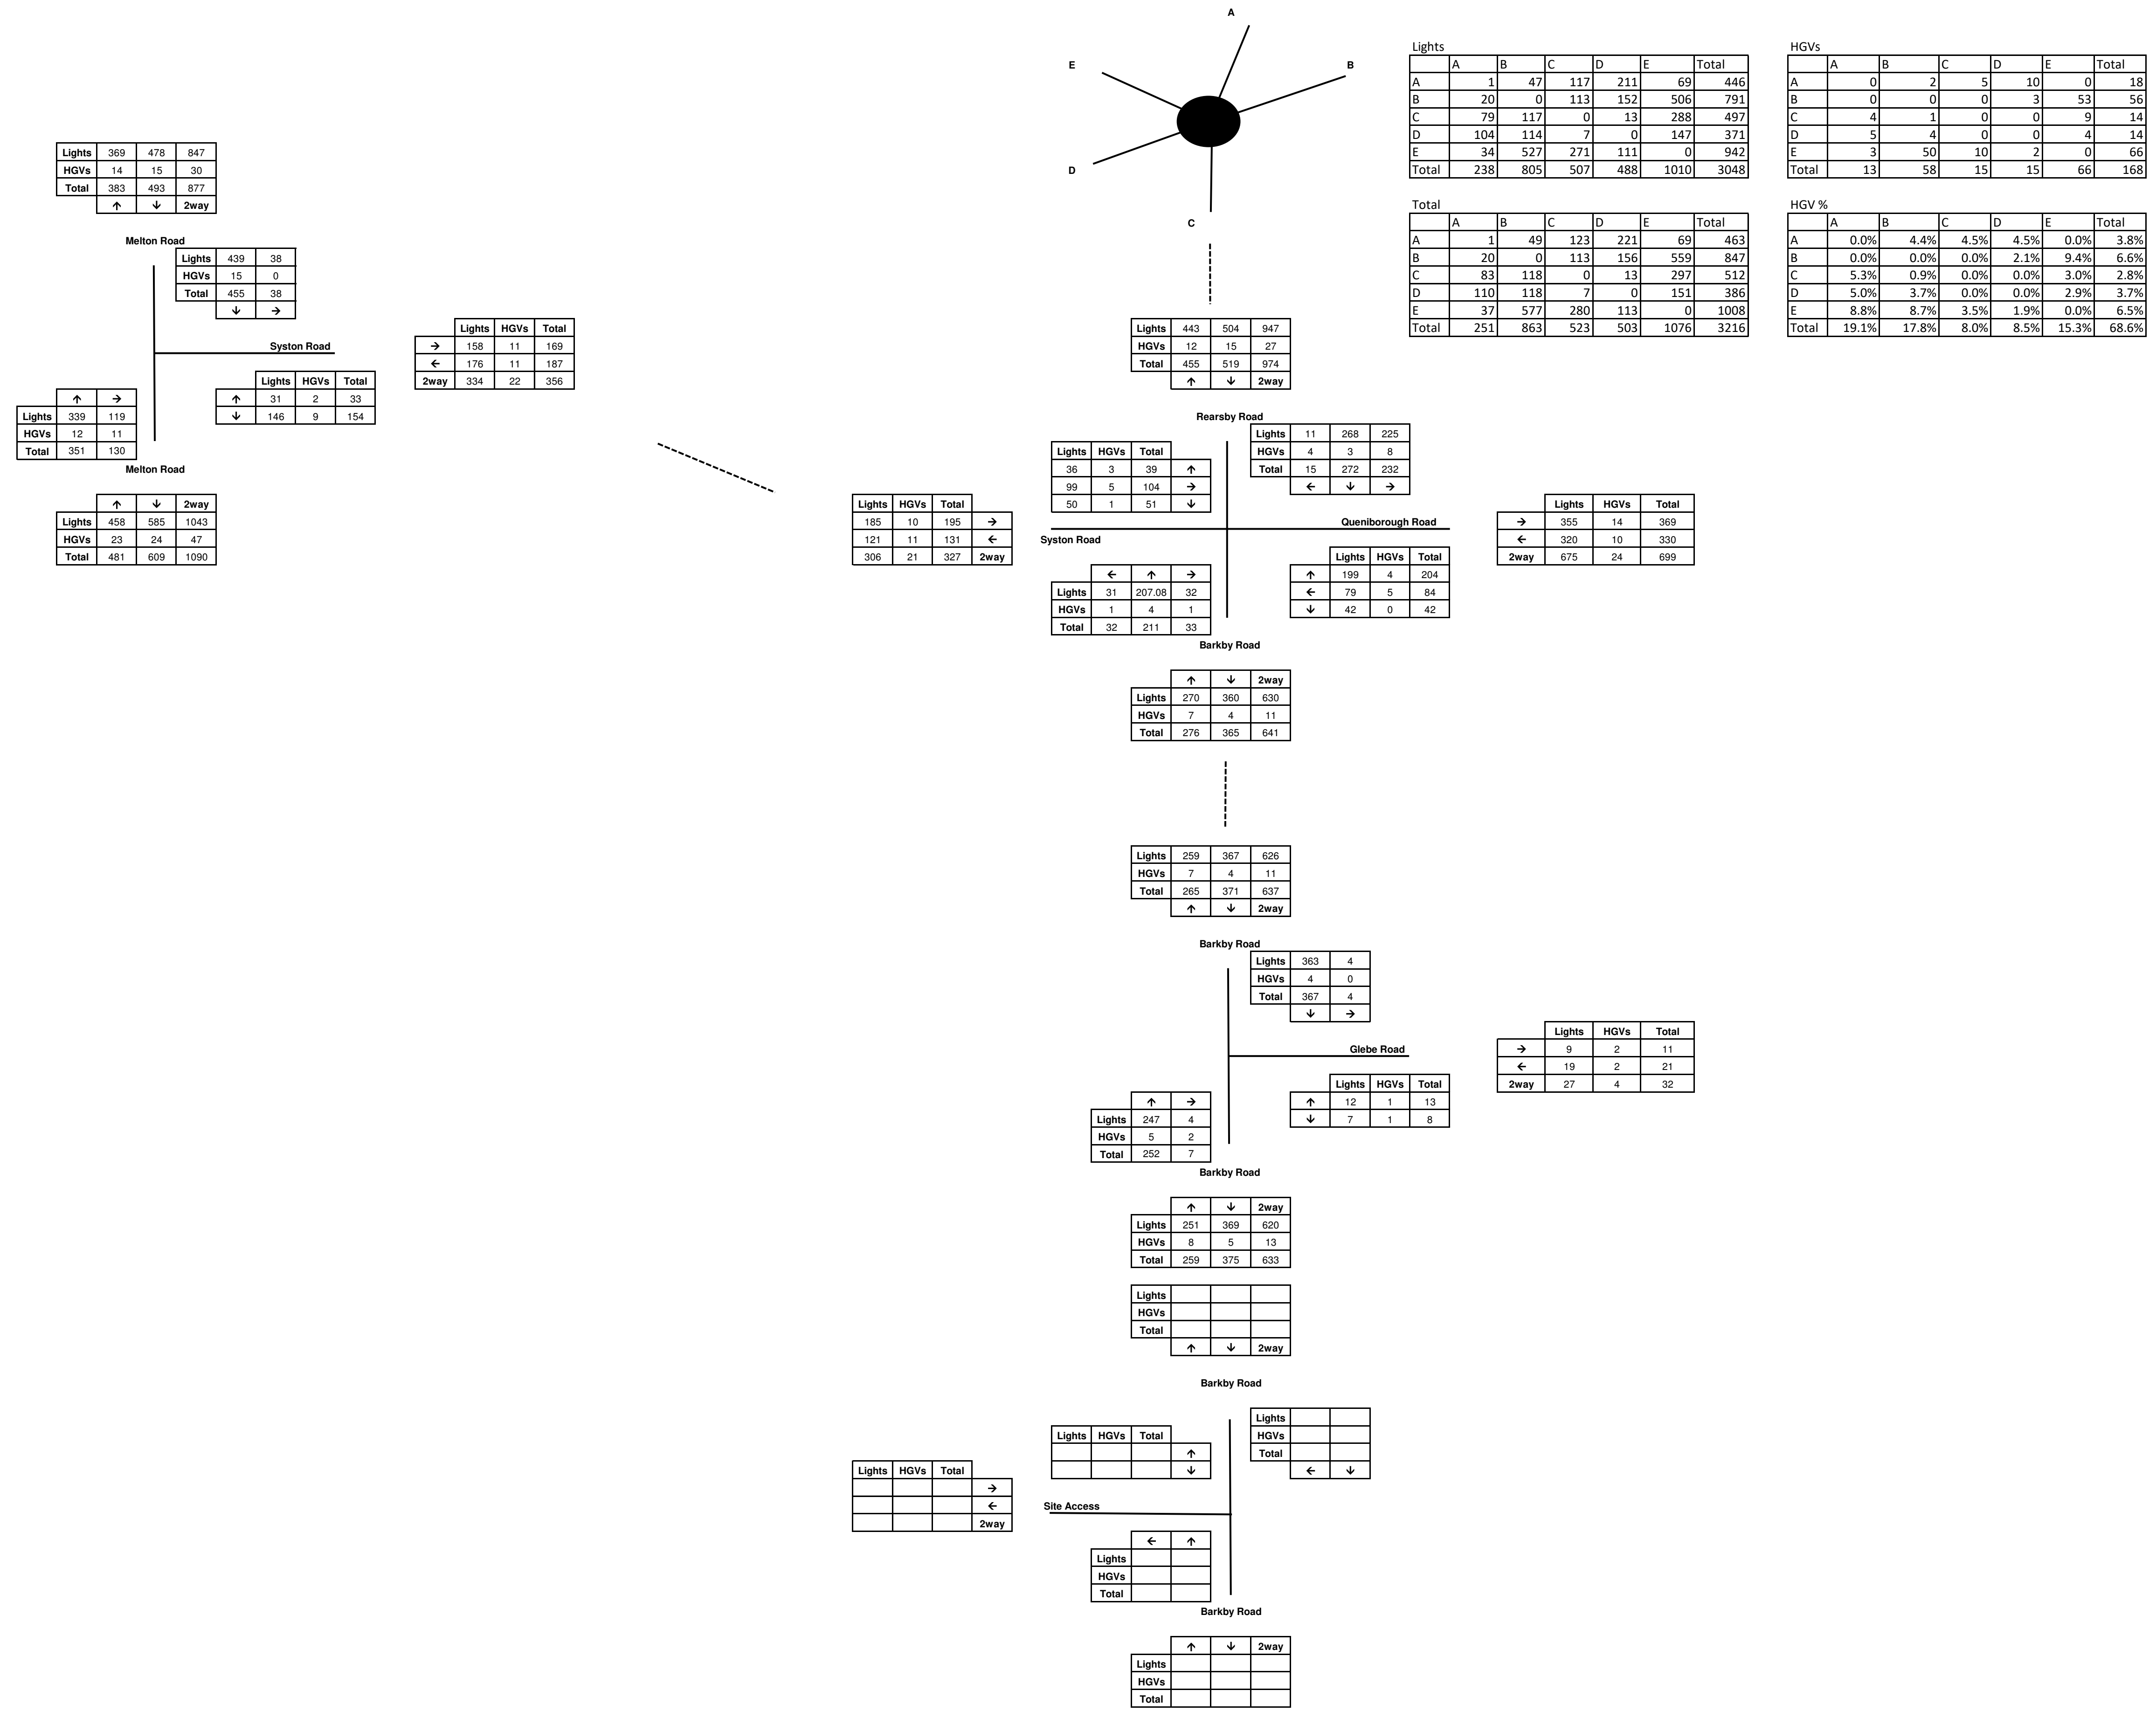 A
E
B
D
C
Lights
A B C D E Total
A 1 47 117 211 69 446
B 20 0 113 152 506 791
C 79 117 0 13 288 497
D 104 114 7 0 147 371
E 34 527 271 111 0 942
Total 238 805 507 488 1010 3048
HGVs
A B C D E Total
A 0 2 5 10 0 18
B 0 0 0 3 53 56
C 4 1 0 0 9 14
D 5 4 0 0 4 14
E 3 50 10 2 0 66
Total 13 58 15 15 66 168
Total
A B C D E Total
A 1 49 123 221 69 463
B 20 0 113 156 559 847
C 83 118 0 13 297 512
D 110 118 7 0 151 386
E 37 577 280 113 0 1008
Total 251 863 523 503 1076 3216
HGV %
A B C D E Total
A 0.0% 4.4% 4.5% 4.5% 0.0% 3.8%
B 0.0% 0.0% 0.0% 2.1% 9.4% 6.6%
C 5.3% 0.9% 0.0% 0.0% 3.0% 2.8%
D 5.0% 3.7% 0.0% 0.0% 2.9% 3.7%
E 8.8% 8.7% 3.5% 1.9% 0.0% 6.5%
Total 19.1% 17.8% 8.0% 8.5% 15.3% 68.6%
Lights 369 478 847
HGVs 14 15 30
Total 383 493 877
↑ ↓ 2way
Melton Road
Lights 439 38
HGVs 15 0
Total 455 38
↓ →
Syston Road
Lights HGVs Total
→ 158 11 169
← 176 11 187
2way 334 22 356
Lights HGVs Total
↑ 31 2 33
↓ 146 9 154
↑ →
Lights 339 119
HGVs 12 11
Total 351 130
Melton Road
↑ ↓ 2way
Lights 458 585 1043
HGVs 23 24 47
Total 481 609 1090
Lights 443 504 947
HGVs 12 15 27
Total 455 519 974
↑ ↓ 2way
Rearsby Road
Lights 11 268 225
HGVs 4 3 8
Total 15 272 232
← ↓ →
Lights HGVs Total
36 3 39 ↑
99 5 104 →
50 1 51 ↓
Lights HGVs Total
185 10 195 →
121 11 131 ←
306 21 327 2way
Syston Road
Queniborough Road
Lights HGVs Total
→ 355 14 369
← 320 10 330
2way 675 24 699
Lights HGVs Total
↑ 199 4 204
← 79 5 84
↓ 42 0 42
← ↑ →
Lights 31 207.08 32
HGVs 1 4 1
Total 32 211 33
Barkby Road
↑ ↓ 2way
Lights 270 360 630
HGVs 7 4 11
Total 276 365 641
Lights 259 367 626
HGVs 7 4 11
Total 265 371 637
↑ ↓ 2way
Barkby Road
Lights 363 4
HGVs 4 0
Total 367 4
↓ →
Glebe Road
Lights HGVs Total
→ 9 2 11
← 19 2 21
2way 27 4 32
Lights HGVs Total
↑ 12 1 13
↓ 7 1 8
↑ →
Lights 247 4
HGVs 5 2
Total 252 7
Barkby Road
↑ ↓ 2way
Lights 251 369 620
HGVs 8 5 13
Total 259 375 633
Lights
HGVs
Total
↑ ↓ 2way
Barkby Road
Lights
HGVs
Total
← ↓
Lights HGVs Total
↑
↓
Lights HGVs Total
→
←
2way
Site Access
← ↑
Lights
HGVs
Total
Barkby Road
↑ ↓ 2way
Lights
HGVs
Total